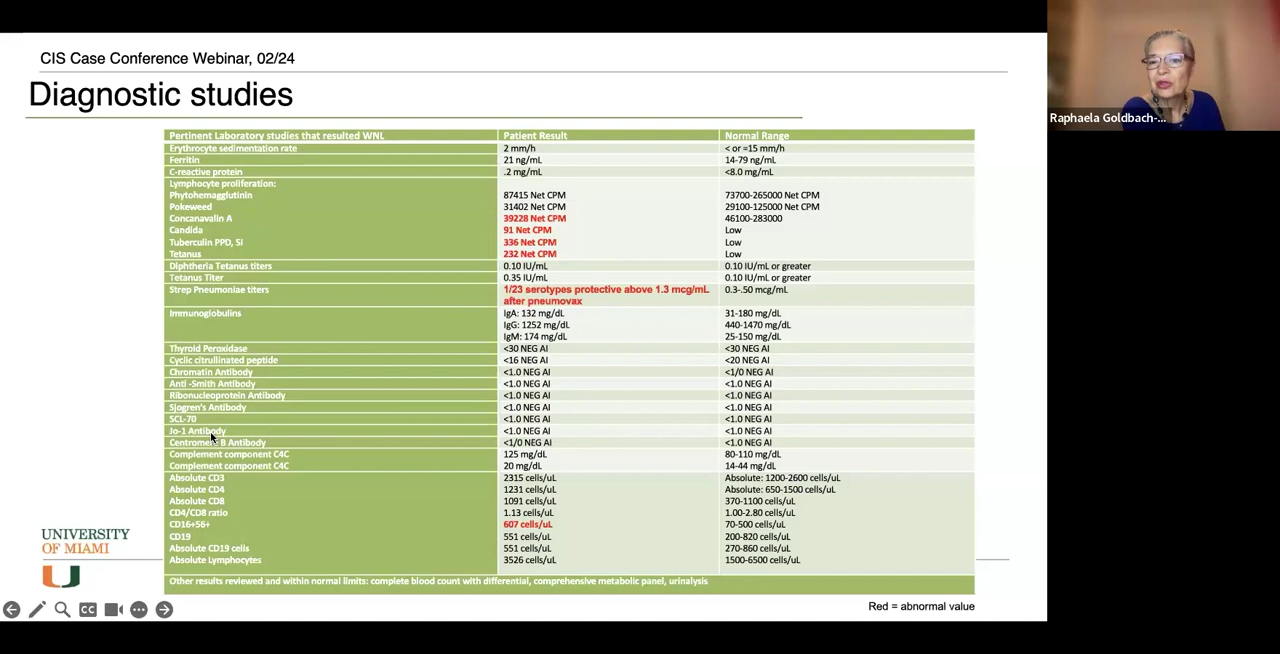 CIS Case Conference Webinar, 02/24
Diagnostic studies
Pertinent Laboratory studies that resulted WNL Patient Result Normal Range
Erythrocyte sedimentation rate 2 mm/h < or =15 mm/h
Ferritin 21 ng/mL 14-79 ng/mL
C-reactive protein .2 mg/mL <8.0 mg/mL
Lymphocyte proliferation:
Phytohemagglutinin 87415 Net CPM 73700-265000 Net CPM
Pokeweed 31402 Net CPM 29100-125000 Net CPM
Concanavalin A 39228 Net CPM 46100-283000
Candida 91 Net CPM Low
Tuberculin PPD, SI 336 Net CPM Low
Tetanus 232 Net CPM Low
Diphtheria Tetanus titers 0.10 IU/mL 0.10 IU/mL or greater
Tetanus Titer 0.35 IU/mL 0.10 IU/mL or greater
Strep Pneumoniae titers 1/23 serotypes protective above 1.3 mcg/mL 0.3-.50 mcg/mL
after pneumovax
Immunoglobulins IgA: 132 mg/dL 31-180 mg/dL
IgG: 1252 mg/dL 440-1470 mg/dL
IgM: 174 mg/dL 25-150 mg/dL
Thyroid Peroxidase <30 NEG AI <30 NEG AI
Cyclic citrullinated peptide <16 NEG AI <20 NEG AI
Chromatin Antibody <1.0 NEG AI <1/0 NEG AI
Anti -Smith Antibody <1.0 NEG AI <1.0 NEG AI
Ribonucleoprotein Antibody <1.0 NEG AI <1.0 NEG AI
Sjogren's Antibody <1.0 NEG AI <1.0 NEG AI
SCL-70 <1.0 NEG AI <1.0 NEG AI
Jo-1 Antibody <1.0 NEG AI <1.0 NEG AI
Centromere B Antibody <1/0 NEG AI <1.0 NEG AI
Complement component C4C 125 mg/dL 80-110 mg/dL
Complement component C4C 20 mg/dL 14-44 mg/dL
Absolute CD3 2315 cells/uL Absolute: 1200-2600 cells/uL
Absolute CD4 1231 cells/uL Absolute: 650-1500 cells/uL
Absolute CD8 1091 cells/uL 370-1100 cells/uL
CD4/CD8 ratio 1.13 cells/uL 1.00-2.80 cells/uL
CD16+56+ 607 cells/uL 70-500 cells/uL
CD19 551 cells/uL 200-820 cells/uL
Absolute CD19 cells 551 cells/uL 270-860 cells/uL
Absolute Lymphocytes 3526 cells/uL 1500-6500 cells/uL
Other results reviewed and within normal limits: complete blood count with differential, comprehensive metabolic panel, urinalysis
Red = abnormal value
UNIVERSITY
OF MIAMI
CC
Raphaela Goldbach-...